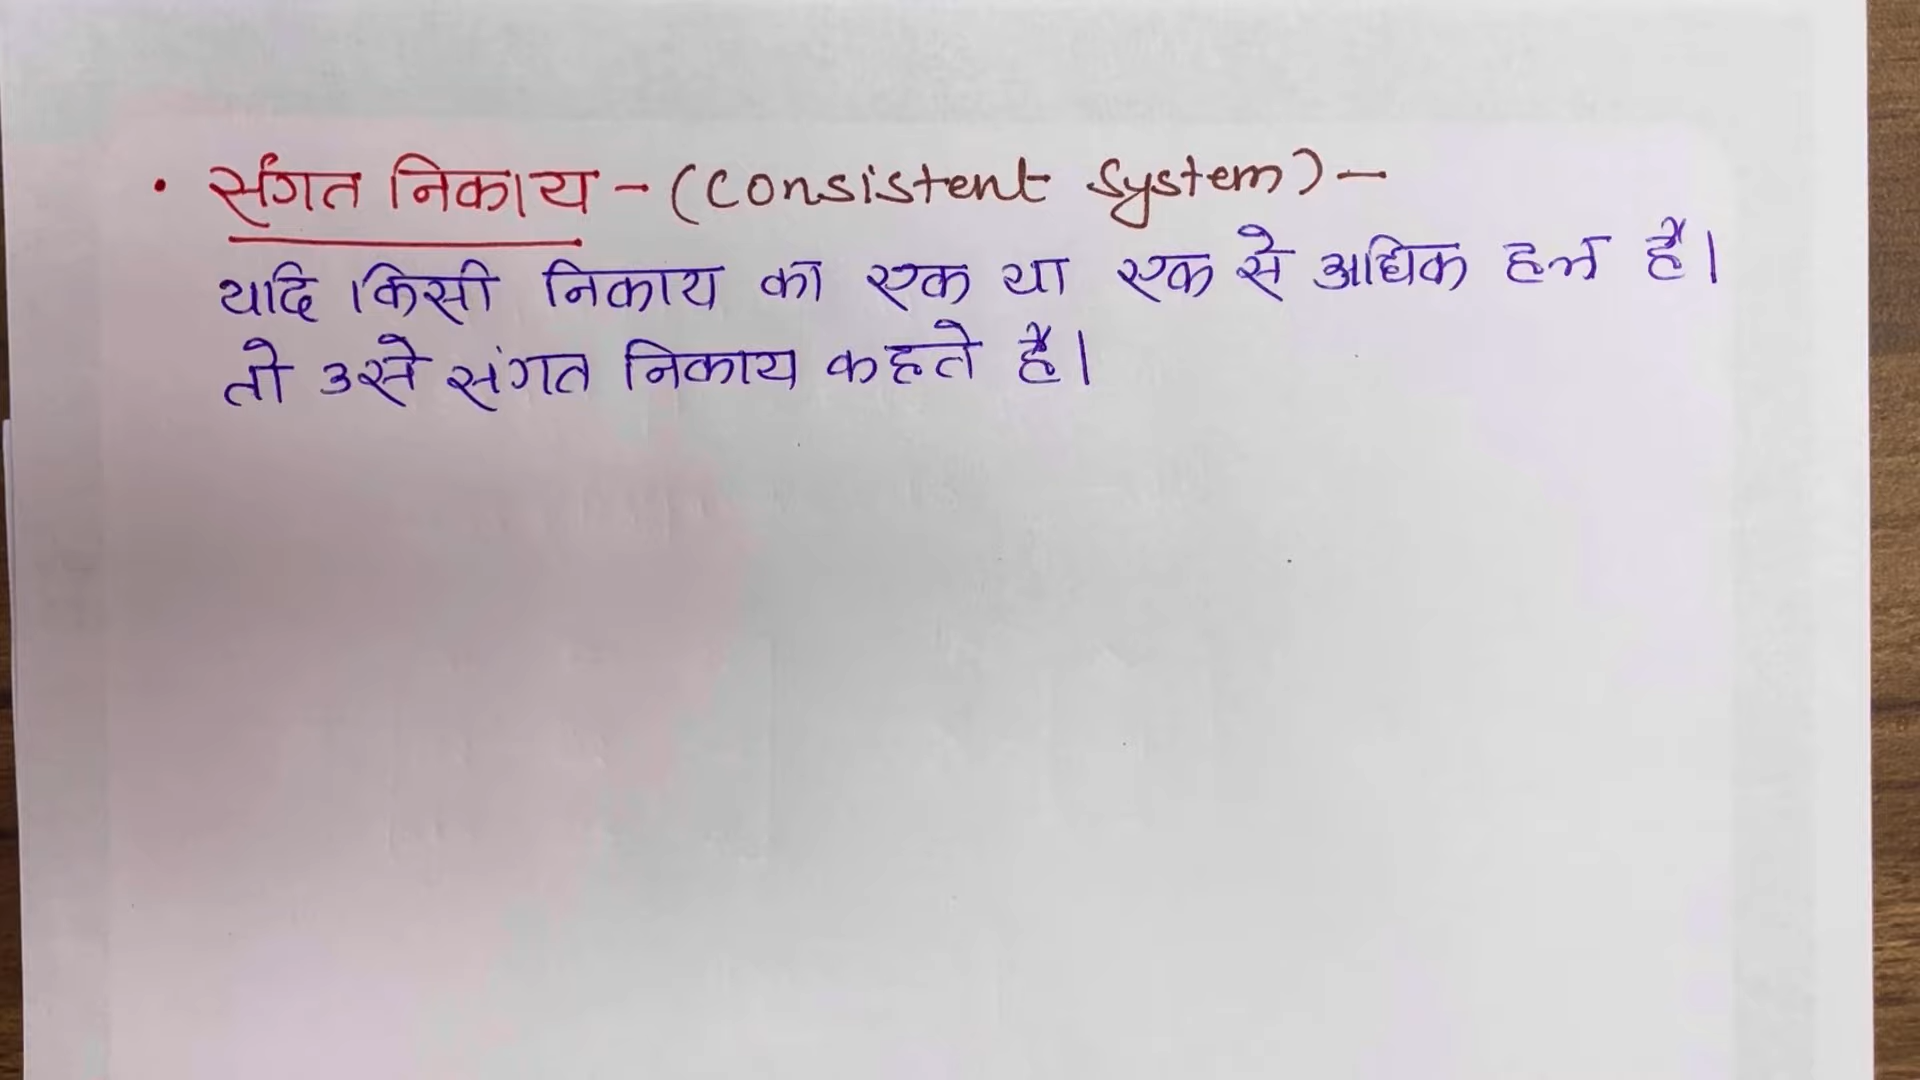 • संगत निकाय - (Consistent System) -
यदि किसी निकाय का एक या एक से अधिक हल है।
तो उसे संगत निकाय कहते हैं।